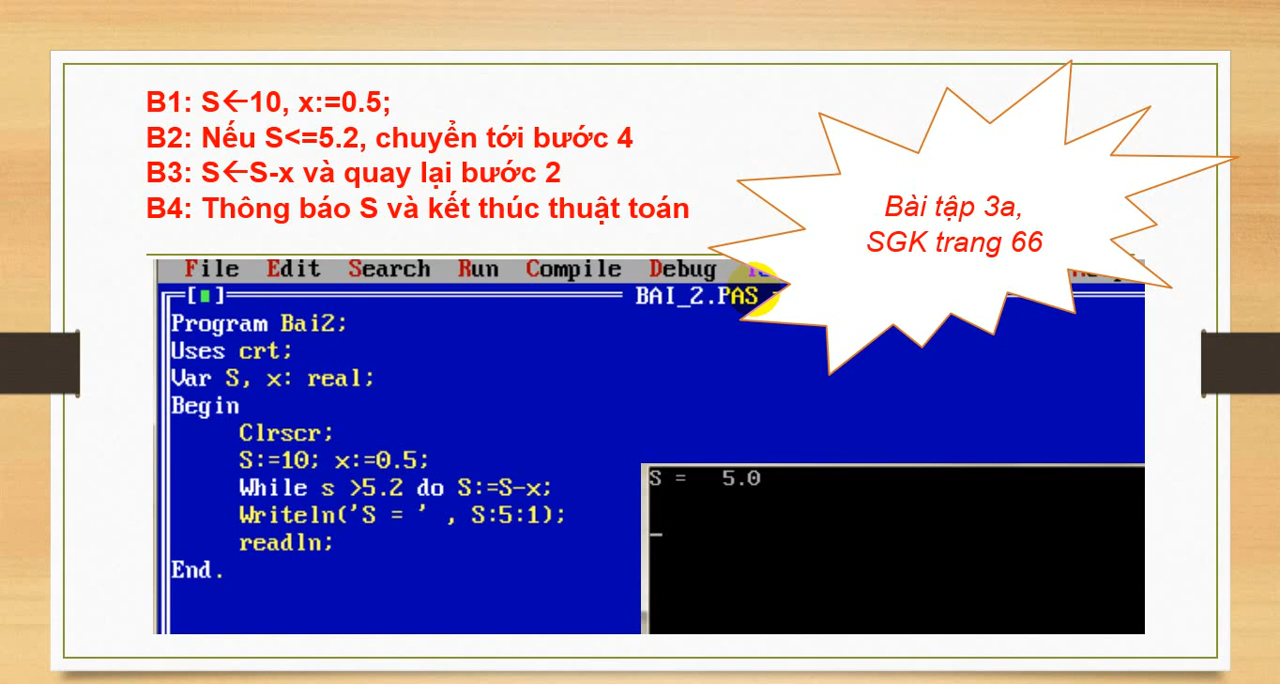 B1: S←10, x:=0.5;
B2: Nếu S<=5.2, chuyển tới bước 4
B3: S←S-x và quay lại bước 2
B4: Thông báo S và kết thúc thuật toán
Bài tập 3a,
SGK trang 66
File Edit Search Run Compile Debug
BAI_2.PAS
Program Bai2;
Uses crt;
Var S, x: real;
Begin
Clrscr;
S:=10; x:=0.5;
While s >5.2 do S:=S-x;
Writeln('S = ' , S:5:1);
readln;
End.
S = 5.0